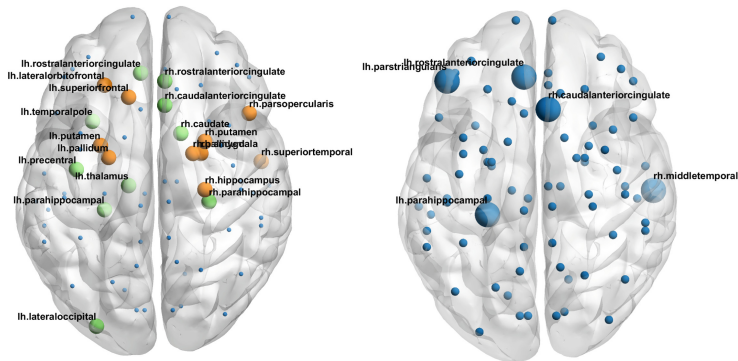 lh.rostralanteriorcingulate
lh.lateralorbitofrontal
lh.superiorfrontal
rh.rostralanteriorcingulate
rh.caudalanteriorcingulate
rh.parsopercularis
lh.temporalpole
rh.caudate
lh.putamen
rh.putamen
lh.pallidum
lh.precentral
rh.superiortemporal
lh.thalamus
rh.hippocampus
rh.parahippocampal
lh.parahippocampal
lh.lateraloccipital
lh.rostralanteriorcingulate
lh.parstriangularis
rh.caudalanteriorcingulate
rh.middletemporal
lh.parahippocampal